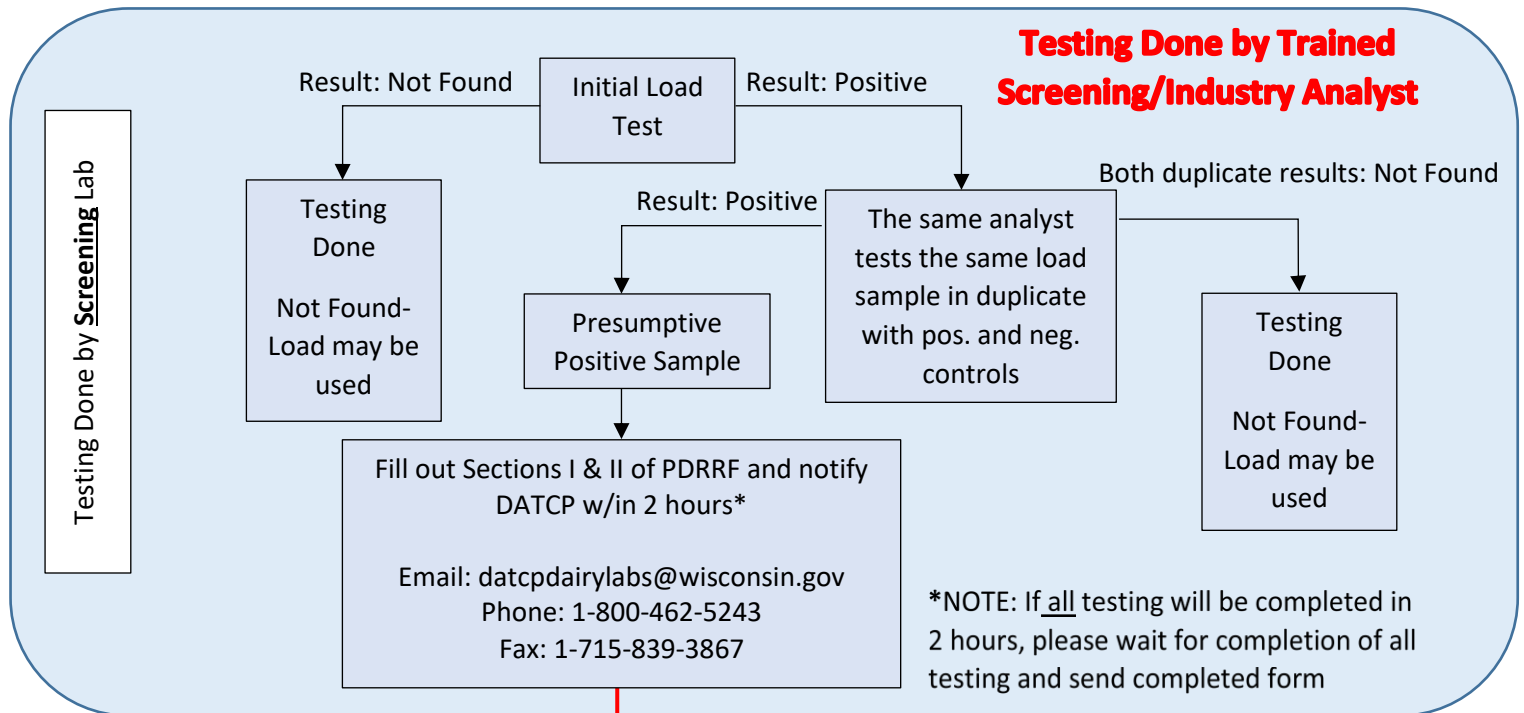 Testing Done by Trained
Screening/Industry Analyst
Testing Done by Screening Lab
Result: Not Found
Initial Load
Test
Result: Positive
Testing
Done
Not Found-
Load may be
used
Result: Positive
The same analyst
tests the same load
sample in duplicate
with pos. and neg.
controls
Both duplicate results: Not Found
Presumptive
Positive Sample
Testing
Done
Not Found-
Load may be
used
Fill out Sections I & II of PDRRF and notify
DATCP w/in 2 hours*
Email: datcpdairylabs@wisconsin.gov
Phone: 1-800-462-5243
Fax: 1-715-839-3867
*NOTE: If all testing will be completed in
2 hours, please wait for completion of all
testing and send completed form